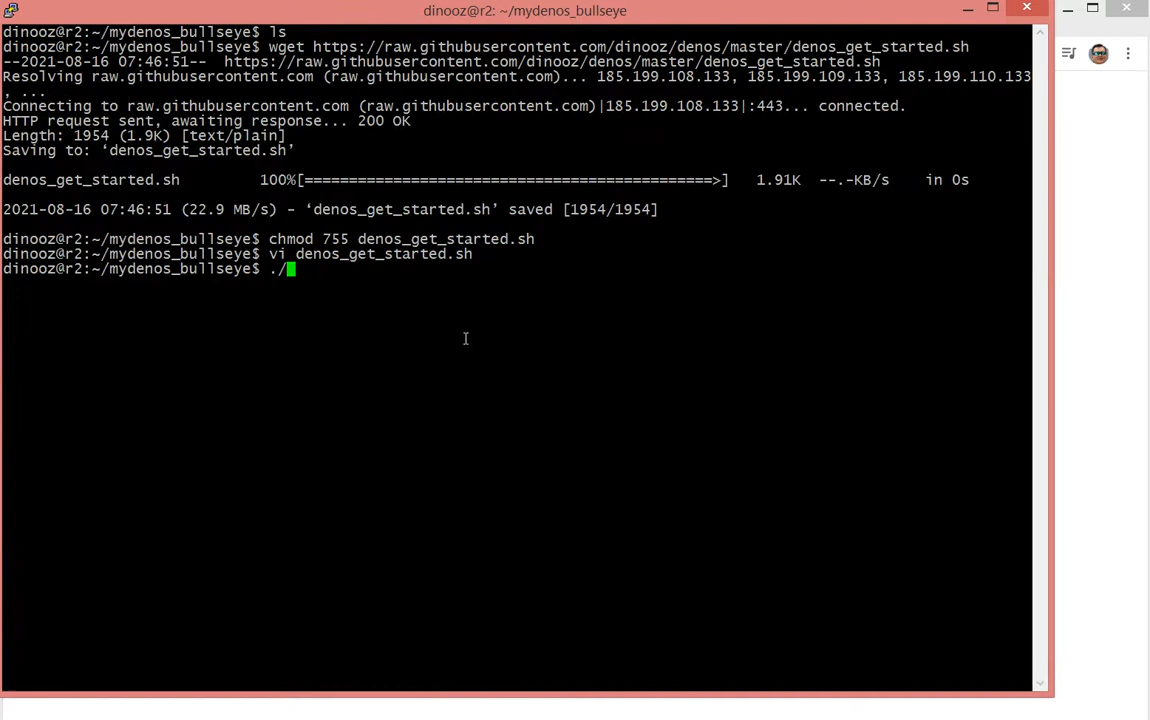 dinooz@r2: ~/mydenos_bullseye
dinooz@r2:~/mydenos_bullseye$ ls
dinooz@r2:~/mydenos_bullseye$ wget https://raw.githubusercontent.com/dinooz/denos/master/denos_get_started.sh
--2021-08-16 07:46:51--  https://raw.githubusercontent.com/dinooz/denos/master/denos_get_started.sh
Resolving raw.githubusercontent.com (raw.githubusercontent.com)... 185.199.108.133, 185.199.109.133, 185.199.110.133
, ...
Connecting to raw.githubusercontent.com (raw.githubusercontent.com)|185.199.108.133|:443... connected.
HTTP request sent, awaiting response... 200 OK
Length: 1954 (1.9K) [text/plain]
Saving to: ‘denos_get_started.sh’
denos_get_started.sh         100%[==============================================>]   1.91K  --.-KB/s    in 0s
2021-08-16 07:46:51 (22.9 MB/s) - ‘denos_get_started.sh’ saved [1954/1954]
dinooz@r2:~/mydenos_bullseye$ chmod 755 denos_get_started.sh
dinooz@r2:~/mydenos_bullseye$ vi denos_get_started.sh
dinooz@r2:~/mydenos_bullseye$ ./